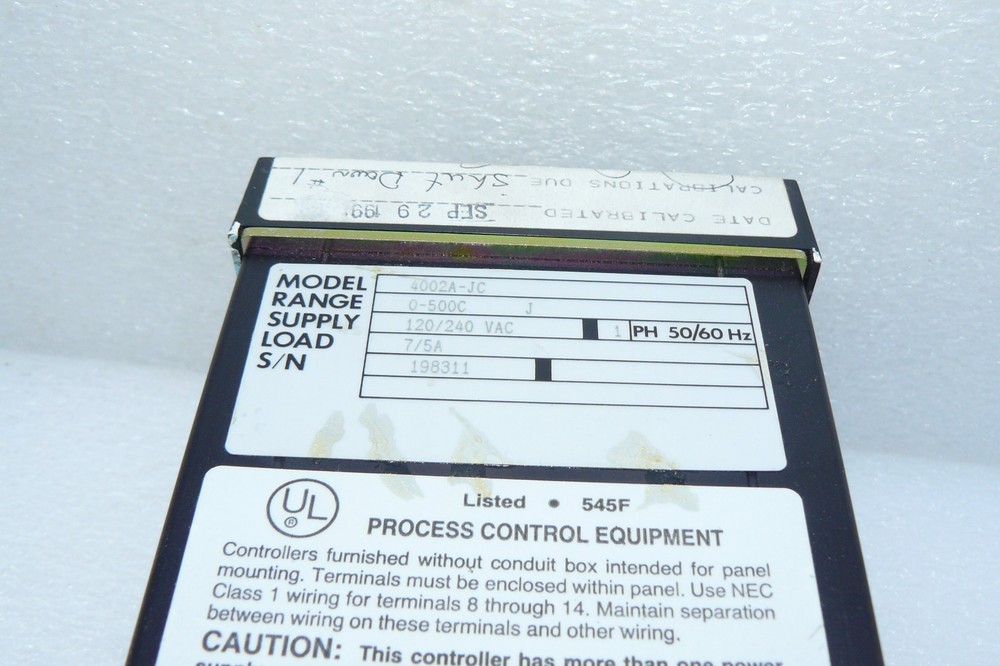 DATE CALIBRATED SEP 29 199
CALIBRATIONS DUE Shut Down #1
MODEL 4002A-JC
RANGE 0-500C J
SUPPLY 120/240 VAC 1 PH 50/60 Hz
LOAD 7/5A
S/N 198311
UL ®
Listed • 545F
PROCESS CONTROL EQUIPMENT
Controllers furnished without conduit box intended for panel
mounting. Terminals must be enclosed within panel. Use NEC
Class 1 wiring for terminals 8 through 14. Maintain separation
between wiring on these terminals and other wiring.
CAUTION: This controller has more than one power